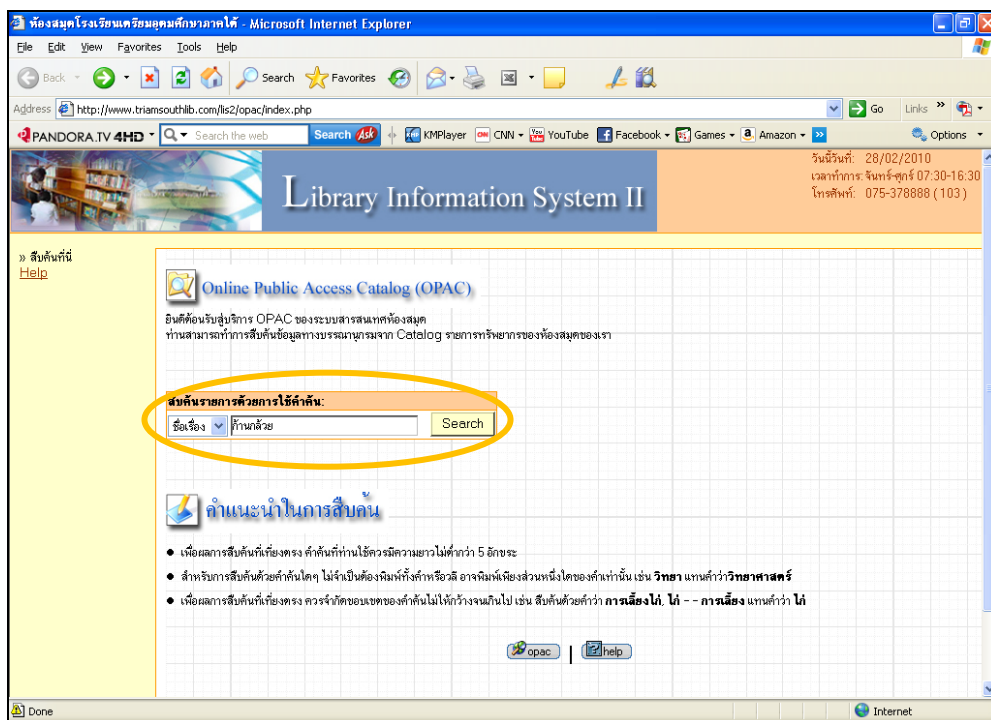 ห้องสมุดโรงเรียนเตรียมอุดมศึกษาภาคใต้ - Microsoft Internet Explorer
File Edit View Favorites Tools Help
Back Search Favorites
Address http://www.triamsouthlib.com/lis2/opac/index.php Go Links
PANDORA.TV 4HD Search the web Search Ask KMPlayer CNN YouTube Facebook Games Amazon Options
Library Information System II
วันนี้วันที่: 28/02/2010
เวลาทำการ: จันทร์-ศุกร์ 07:30-16:30
โทรศัพท์: 075-378888 ( 103 )
» สืบค้นที่นี่
Help
Online Public Access Catalog (OPAC)
ยินดีต้อนรับสู่บริการ OPAC ของระบบสารสนเทศห้องสมุด
ท่านสามารถทำการสืบค้นข้อมูลทางบรรณานุกรมจาก Catalog รายการทรัพยากรของห้องสมุดของเรา
สืบค้นรายการด้วยการใช้คำค้น:
ชื่อเรื่อง ก้านกล้วย Search
คำแนะนำในการสืบค้น
● เพื่อผลการสืบค้นที่เที่ยงตรง คำค้นที่ท่านใช้ควรมีความยาวไม่ต่ำกว่า 5 อักขระ
● สำหรับการสืบค้นด้วยคำค้นใดๆ ไม่จำเป็นต้องพิมพ์ทั้งคำหรือวลี อาจพิมพ์เพียงส่วนหนึ่งใดของคำเท่านั้น เช่น วิทยา แทนคำว่าวิทยาศาสตร์
● เพื่อผลการสืบค้นที่เที่ยงตรง ควรจำกัดขอบเขตของคำค้นไม่ให้กว้างจนเกินไป เช่น สืบค้นด้วยคำว่า การเลี้ยงไก่, ไก่ - - การเลี้ยง แทนคำว่า ไก่
opac | help
Done Internet